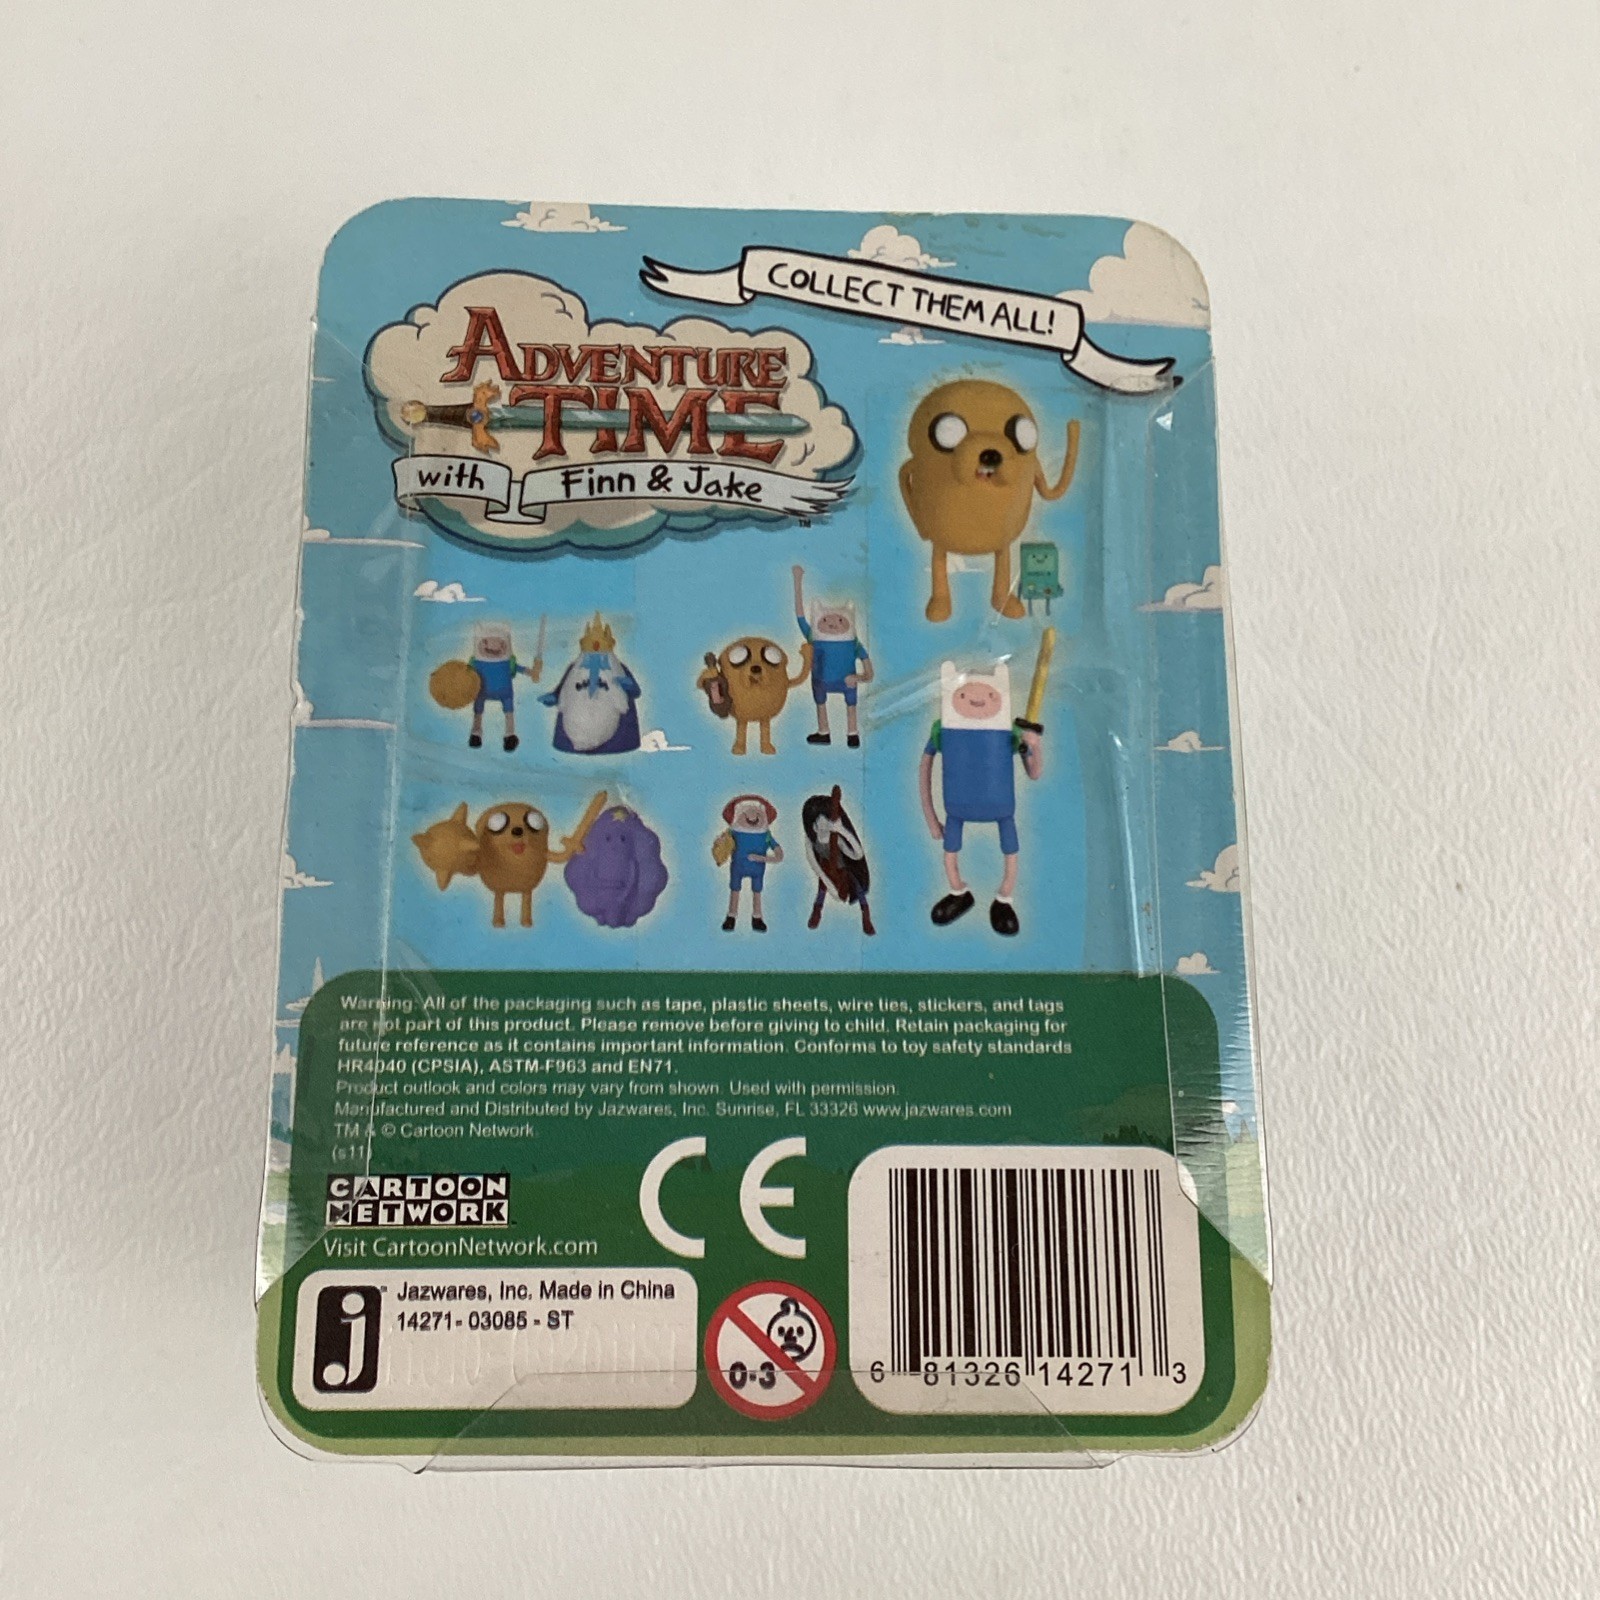 COLLECT THEM ALL!
ADVENTURE
TIME
with Finn & Jake
TM
Warning: All of the packaging such as tape, plastic sheets, wire ties, stickers, and tags
are not part of this product. Please remove before giving to child. Retain packaging for
future reference as it contains important information. Conforms to toy safety standards
HR4040 (CPSIA), ASTM-F963 and EN71.
Product outlook and colors may vary from shown. Used with permission.
Manufactured and Distributed by Jazwares, Inc. Sunrise, FL 33326 www.jazwares.com
TM & © Cartoon Network.
(s11)
CARTOON
NETWORK
Visit CartoonNetwork.com
CE
j Jazwares, Inc. Made in China
14271- 03085 - ST
0-3
6 81326 14271 3